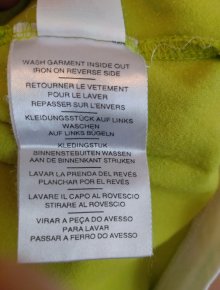 WASH GARMENT INSIDE OUT
IRON ON REVERSE SIDE
RETOURNER LE VETEMENT
POUR LE LAVER
REPASSER SUR L'ENVERS
KLEIDUNGSSTÜCK AUF LINKS
WASCHEN
AUF LINKS BÜGELN
KLEDINGSTUK
BINNENSTEBUITEN WASSEN
AAN DE BINNENKANT STRIJKEN
LAVAR LA PRENDA DEL REVÉS
PLANCHAR POR EL REVÉS
LAVARE IL CAPO AL ROVESCIO
STIRARE AL ROVESCIO
VIRAR A PEÇA DO AVESSO
PARA LAVAR
PASSAR A FERRO DO AVESSO